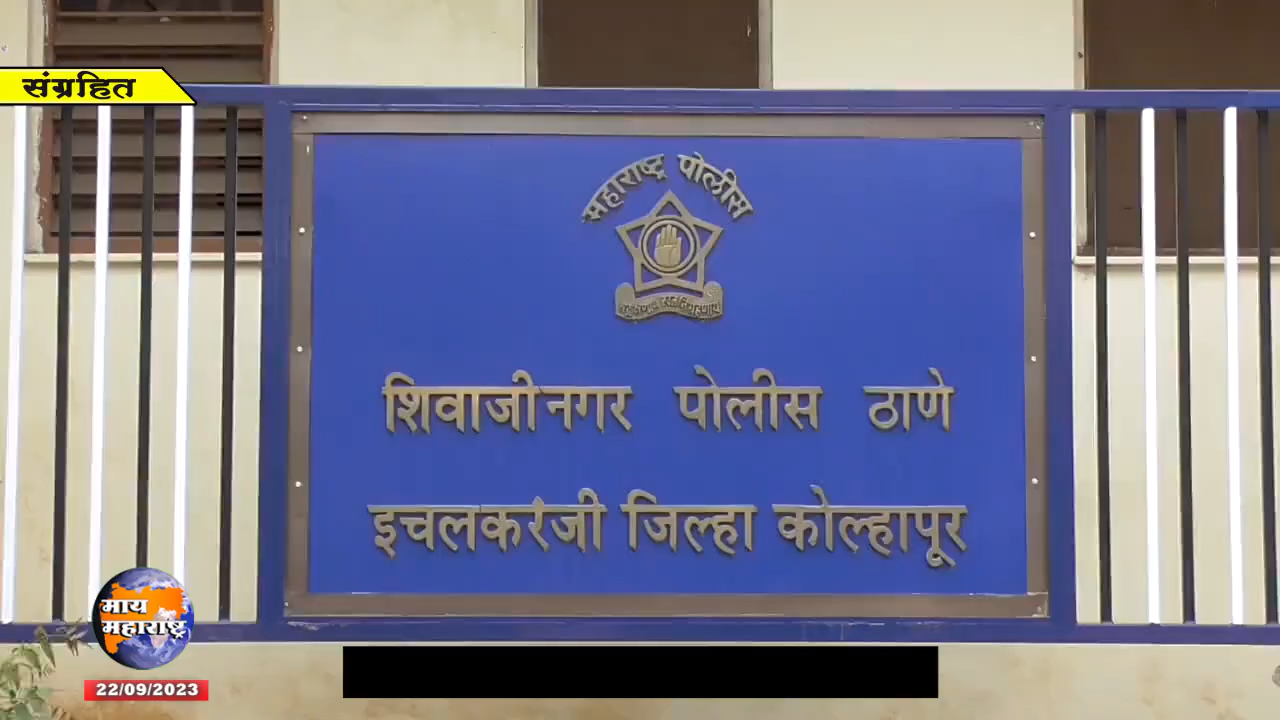 संग्रहित
महाराष्ट्र पोलीस
शिवाजीनगर पोलीस ठाणे
इचलकरंजी जिल्हा कोल्हापूर
माय
महाराष्ट्र
22/09/2023